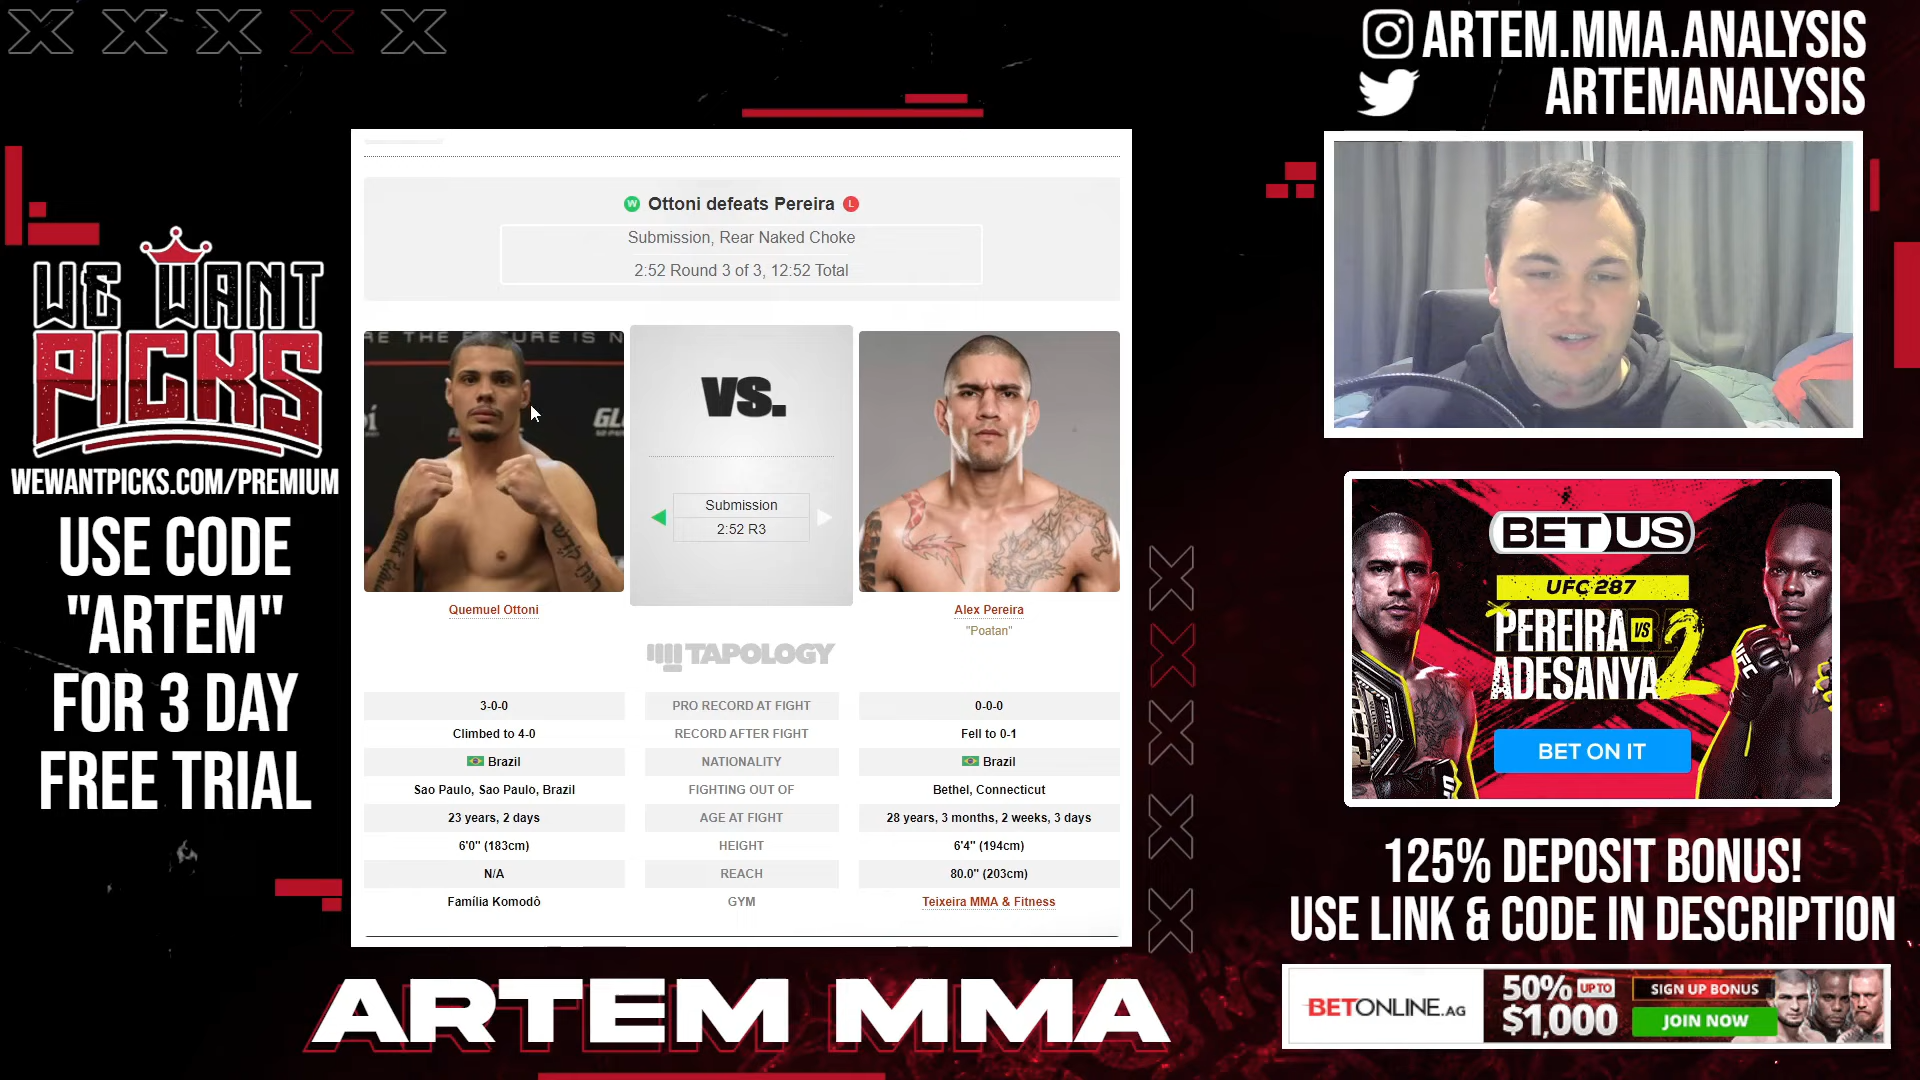 ARTEM.MMA.ANALYSIS
ARTEMANALYSIS
WE WANT
PICKS
WEWANTPICKS.COM/PREMIUM
USE CODE
"ARTEM"
FOR 3 DAY
FREE TRIAL
W Ottoni defeats Pereira L
Submission, Rear Naked Choke
2:52 Round 3 of 3, 12:52 Total
VS.
Submission
2:52 R3
Quemuel Ottoni
Alex Pereira
"Poatan"
TAPOLOGY
3-0-0 PRO RECORD AT FIGHT 0-0-0
Climbed to 4-0 RECORD AFTER FIGHT Fell to 0-1
Brazil NATIONALITY Brazil
Sao Paulo, Sao Paulo, Brazil FIGHTING OUT OF Bethel, Connecticut
23 years, 2 days AGE AT FIGHT 28 years, 3 months, 2 weeks, 3 days
6'0" (183cm) HEIGHT 6'4" (194cm)
N/A REACH 80.0" (203cm)
Família Komodô GYM Teixeira MMA & Fitness
ARTEM MMA
BETUS
UFC 287
PEREIRA VS
ADESANYA 2
UFC
BET ON IT
125% DEPOSIT BONUS!
USE LINK & CODE IN DESCRIPTION
BETONLINE.AG
50% UP TO
$1,000
SIGN UP BONUS
JOIN NOW